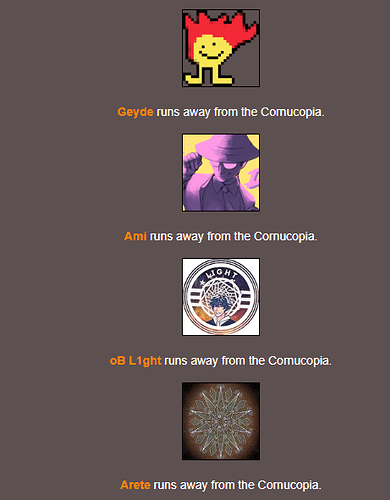 Geyde runs away from the Cornucopia.
Ami runs away from the Cornucopia.
LIGHT
oB L1ght runs away from the Cornucopia.
Arete runs away from the Cornucopia.